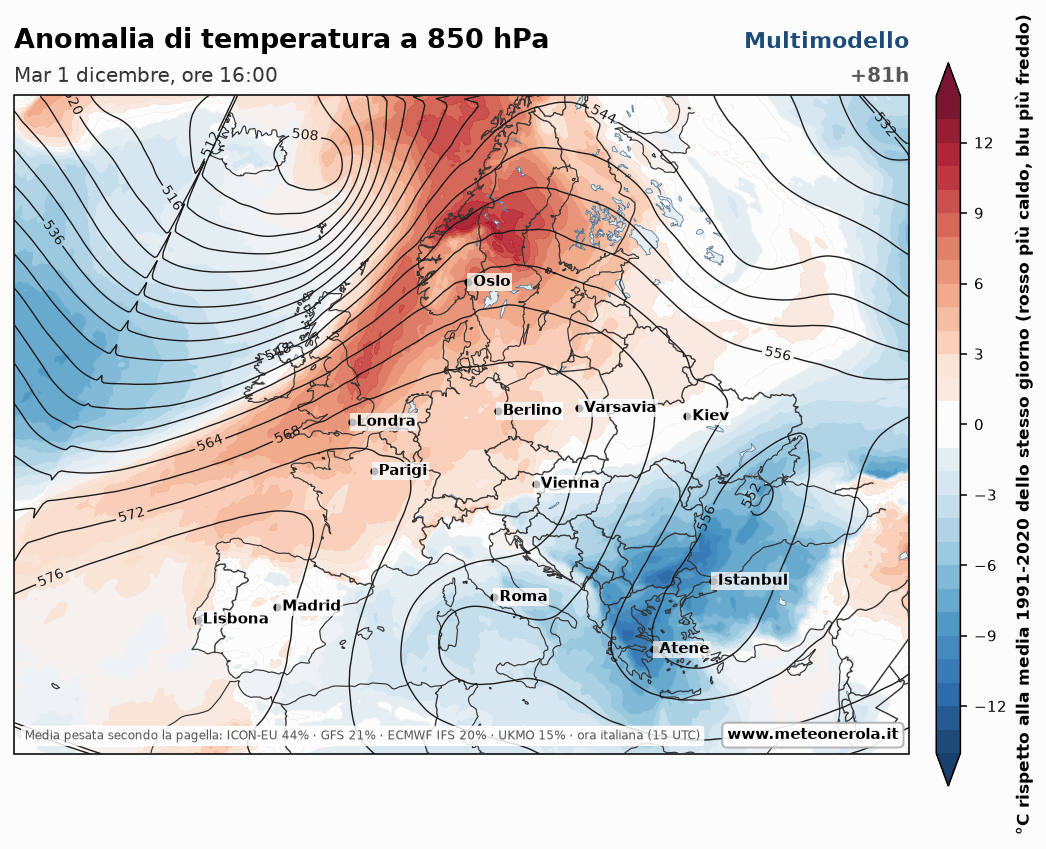 Anomalia di temperatura a 850 hPa
Multimodello
Mar 1 dicembre, ore 16:00
+81h
520
512
508
544
532
516
536
Oslo
548
556
564
568
Londra
Berlino
Varsavia
Kiev
Parigi
Vienna
572
552
556
576
Istanbul
Roma
Madrid
Lisbona
Atene
Media pesata secondo la pagella: ICON-EU 44% · GFS 21% · ECMWF IFS 20% · UKMO 15% · ora italiana (15 UTC)
www.meteonerola.it
12
9
6
3
0
−3
−6
−9
−12
°C rispetto alla media 1991-2020 dello stesso giorno (rosso più caldo, blu più freddo)